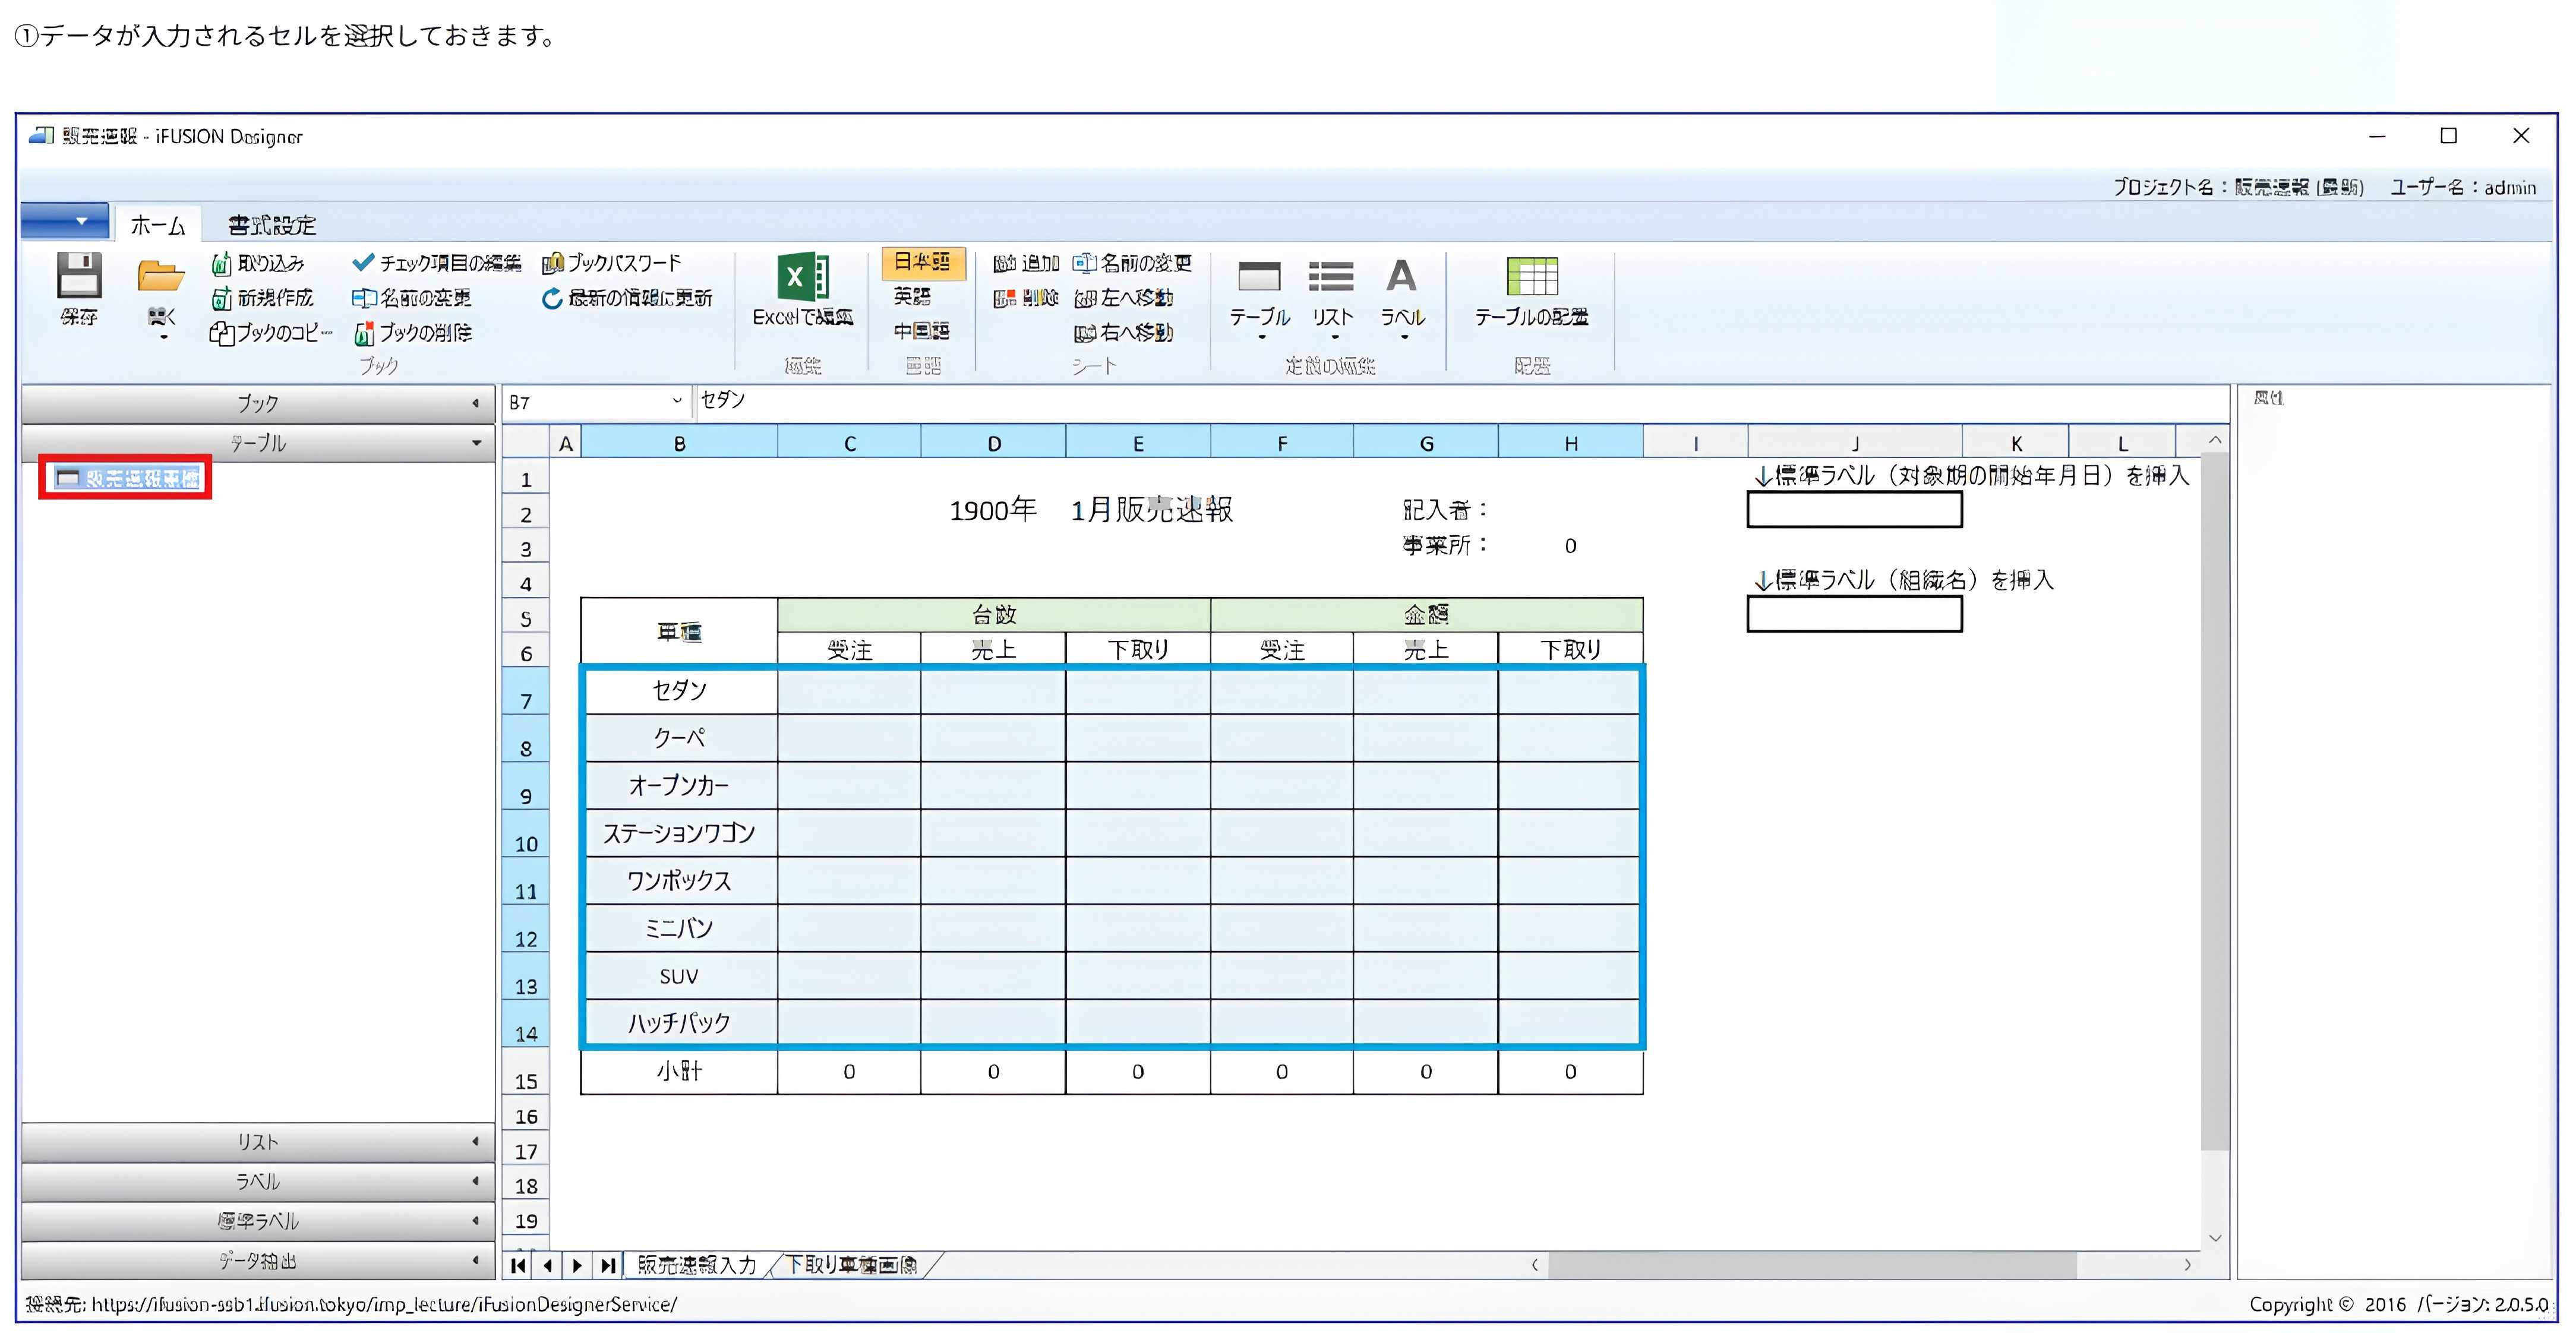 ①データが入力されるセルを選択しておきます。
販売速報 - iFUSION Designer
プロジェクト名：販売速報 (最新) ユーザー名：admin
ホーム 書式設定
保存
開く
取り込み
新規作成
ブックのコピー
チェック項目の編集
名前の変更
ブックの削除
ブックパスワード
最新の情報に更新
ブック
Excelで編集
編集
日本語
英語
中国語
言語
追加
削除
名前の変更
左へ移動
右へ移動
シート
テーブル リスト ラベル
定義の編集
テーブルの配置
配置
ブック
テーブル
リスト
ラベル
標準ラベル
データ抽出
B7 セダン
属性
A B C D E F G H I J K L
1 ↓標準ラベル（対象期の開始年月日）を挿入
2 1900年 1月販売速報 記入者：
3 事業所： 0
4 ↓標準ラベル（組織名）を挿入
5 車種 台数 金額
6 受注 売上 下取り 受注 売上 下取り
7 セダン
8 クーペ
9 オープンカー
10 ステーションワゴン
11 ワンボックス
12 ミニバン
13 SUV
14 ハッチバック
15 小計 0 0 0 0 0 0
16
17
18
19
販売速報入力 下取り車種画像
接続先: https://ifusion-ssb1.ifusion.tokyo/imp_lecture/iFusionDesignerService/
Copyright © 2016 バージョン: 2.0.5.0